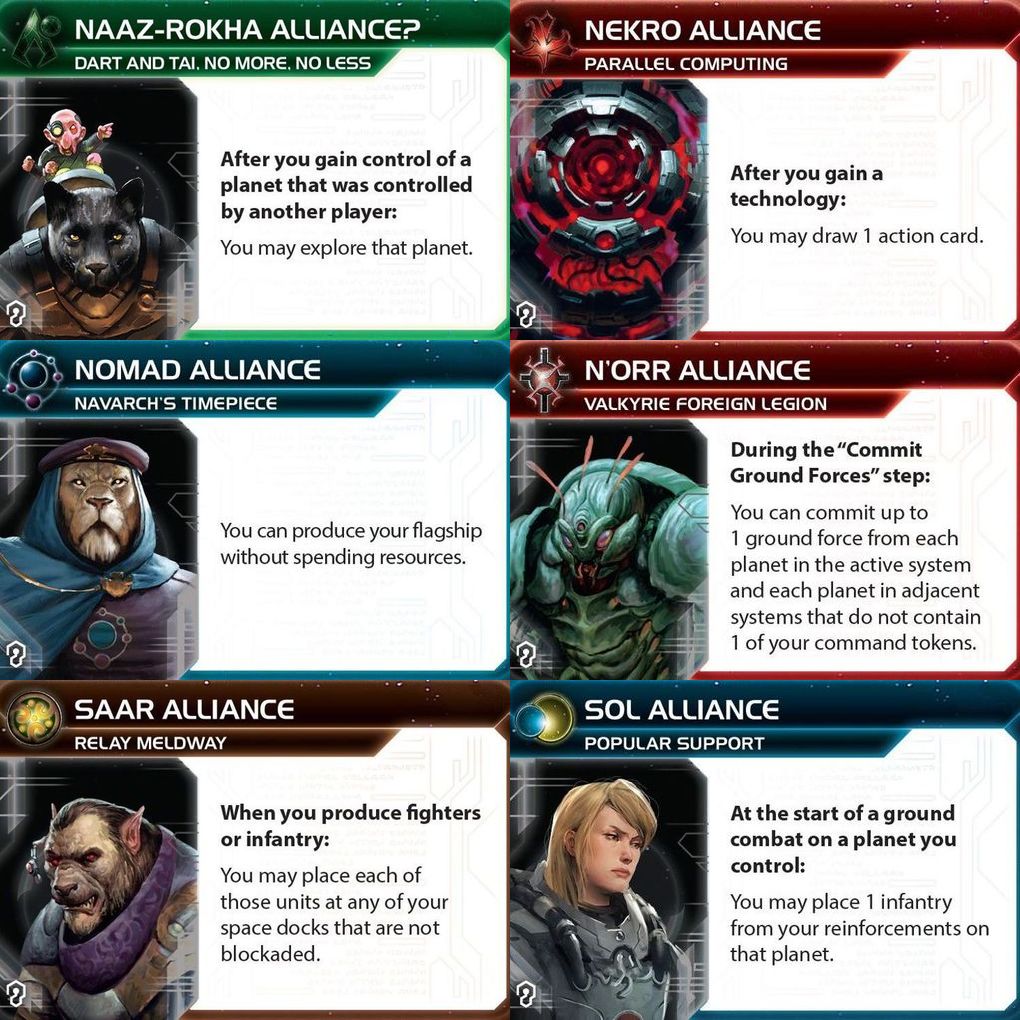 NAAZ-ROKHA ALLIANCE?
DART AND TAI, NO MORE, NO LESS
After you gain control of a
planet that was controlled
by another player:
You may explore that planet.
NEKRO ALLIANCE
PARALLEL COMPUTING
After you gain a
technology:
You may draw 1 action card.
NOMAD ALLIANCE
NAVARCH'S TIMEPIECE
You can produce your flagship
without spending resources.
N'ORR ALLIANCE
VALKYRIE FOREIGN LEGION
During the “Commit
Ground Forces” step:
You can commit up to
1 ground force from each
planet in the active system
and each planet in adjacent
systems that do not contain
1 of your command tokens.
SAAR ALLIANCE
RELAY MELDWAY
When you produce fighters
or infantry:
You may place each of
those units at any of your
space docks that are not
blockaded.
SOL ALLIANCE
POPULAR SUPPORT
At the start of a ground
combat on a planet you
control:
You may place 1 infantry
from your reinforcements on
that planet.